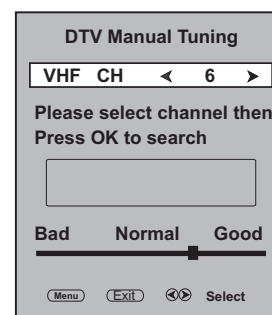 DTV Manual Tuning
VHF CH 6
Please select channel then
Press OK to search
Bad Normal Good
Menu Exit Select